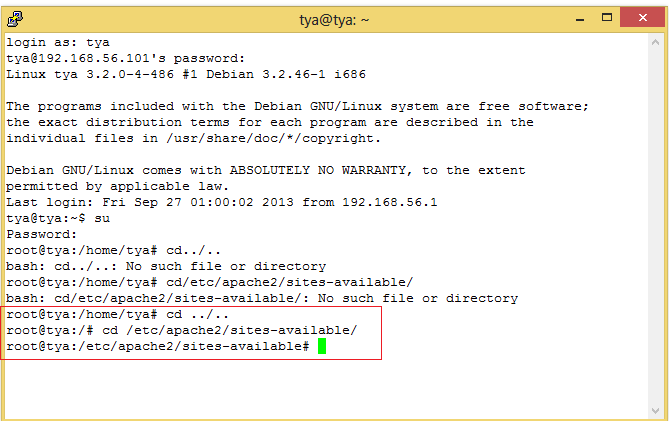 tya@tya: ~
login as: tya
tya@192.168.56.101's password:
Linux tya 3.2.0-4-486 #1 Debian 3.2.46-1 i686
The programs included with the Debian GNU/Linux system are free software;
the exact distribution terms for each program are described in the
individual files in /usr/share/doc/*/copyright.
Debian GNU/Linux comes with ABSOLUTELY NO WARRANTY, to the extent
permitted by applicable law.
Last login: Fri Sep 27 01:00:02 2013 from 192.168.56.1
tya@tya:~$ su
Password:
root@tya:/home/tya# cd../..
bash: cd../..: No such file or directory
root@tya:/home/tya# cd/etc/apache2/sites-available/
bash: cd/etc/apache2/sites-available/: No such file or directory
root@tya:/home/tya# cd ../..
root@tya:/# cd /etc/apache2/sites-available/
root@tya:/etc/apache2/sites-available#